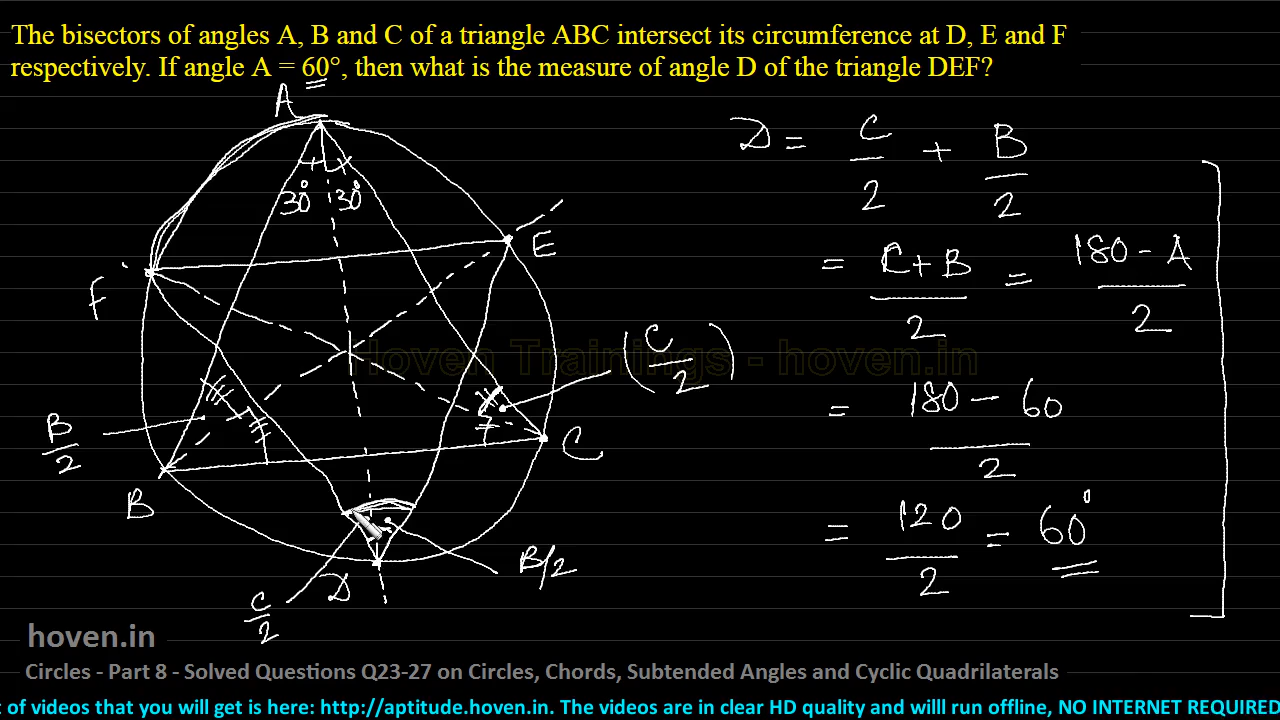 The bisectors of angles A, B and C of a triangle ABC intersect its circumference at D, E and F
respectively. If angle A = 60°, then what is the measure of angle D of the triangle DEF?
A
30° 30°
E
F
B/2
B
C
(C/2)
D
C/2
B/2
D = C/2 + B/2
= C+B/2 = 180-A/2
= 180-60/2
= 120/2 = 60°
Hoven Trainings - hoven.in
hoven.in
Circles - Part 8 - Solved Questions Q23-27 on Circles, Chords, Subtended Angles and Cyclic Quadrilaterals
t of videos that you will get is here: http://aptitude.hoven.in. The videos are in clear HD quality and willl run offline, NO INTERNET REQUIRED